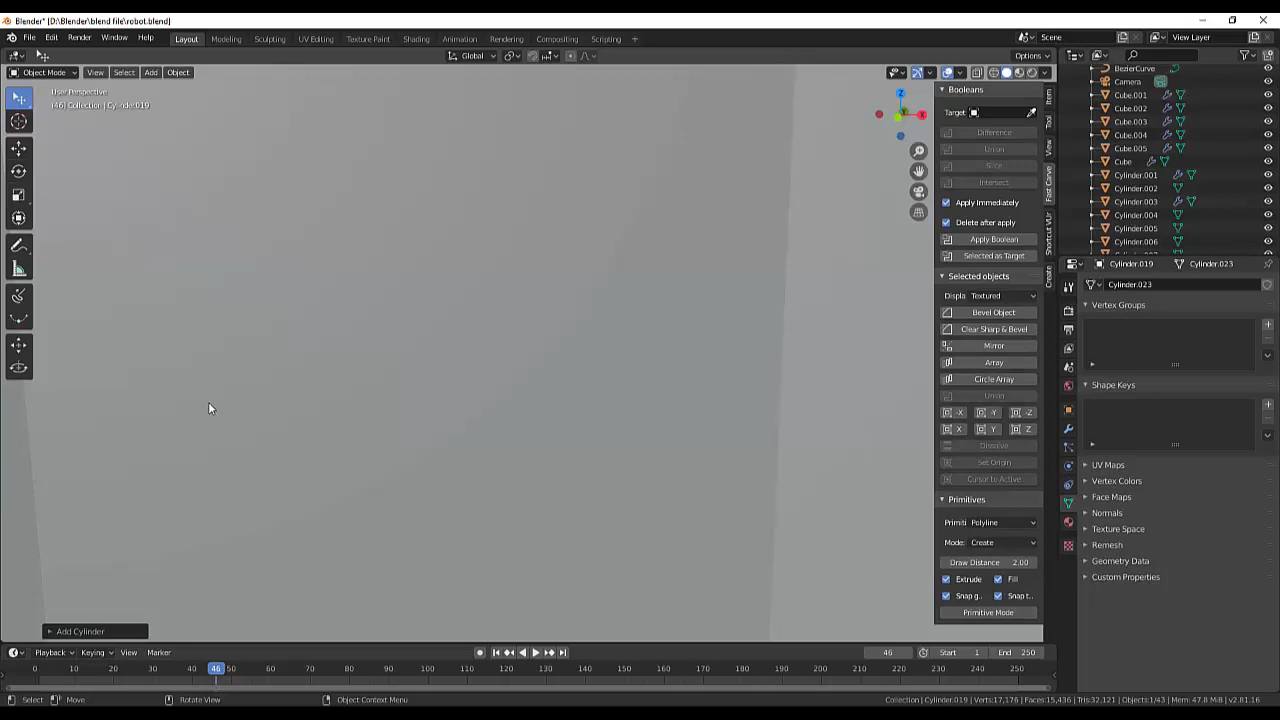 Blender* [D:\Blender\blend file\robot.blend]
File Edit Render Window Help Layout Modeling Sculpting UV Editing Texture Paint Shading Animation Rendering Compositing Scripting + Scene View Layer
Global Options
Object Mode View Select Add Object
User Perspective
(46) Collection | Cylinder.019
Z
X
Booleans
Target
Difference
Union
Slice
Intersect
Apply Immediately
Delete after apply
Apply Boolean
Selected as Target
Selected objects
Displa Textured
Bevel Object
Clear Sharp & Bevel
Mirror
Array
Circle Array
Union
-X -Y -Z
X Y Z
Dissolve
Set Origin
Cursor to Active
Primitives
Primiti Polyline
Mode: Create
Draw Distance 2.00
Extrude Fill
Snap g.. Snap t..
Primitive Mode
Item
Tool
View
Fast Carve
Shortcut VUr
Create
BezierCurve
Camera
Cube.001
Cube.002
Cube.003
Cube.004
Cube.005
Cube
Cylinder.001
Cylinder.002
Cylinder.003
Cylinder.004
Cylinder.005
Cylinder.006
Cylinder.019 Cylinder.023
Cylinder.023
Vertex Groups
Shape Keys
UV Maps
Vertex Colors
Face Maps
Normals
Texture Space
Remesh
Geometry Data
Custom Properties
Add Cylinder
Playback Keying View Marker 46 Start 1 End 250
0 10 20 30 40 46 50 60 70 80 90 100 110 120 130 140 150 160 170 180 190 200 210 220 230 240 250
Select Move Rotate View Object Context Menu Collection | Cylinder.019 | Verts:17,176 | Faces:15,436 | Tris:32,121 | Objects:1/43 | Mem: 47.8 MiB | v2.81.16